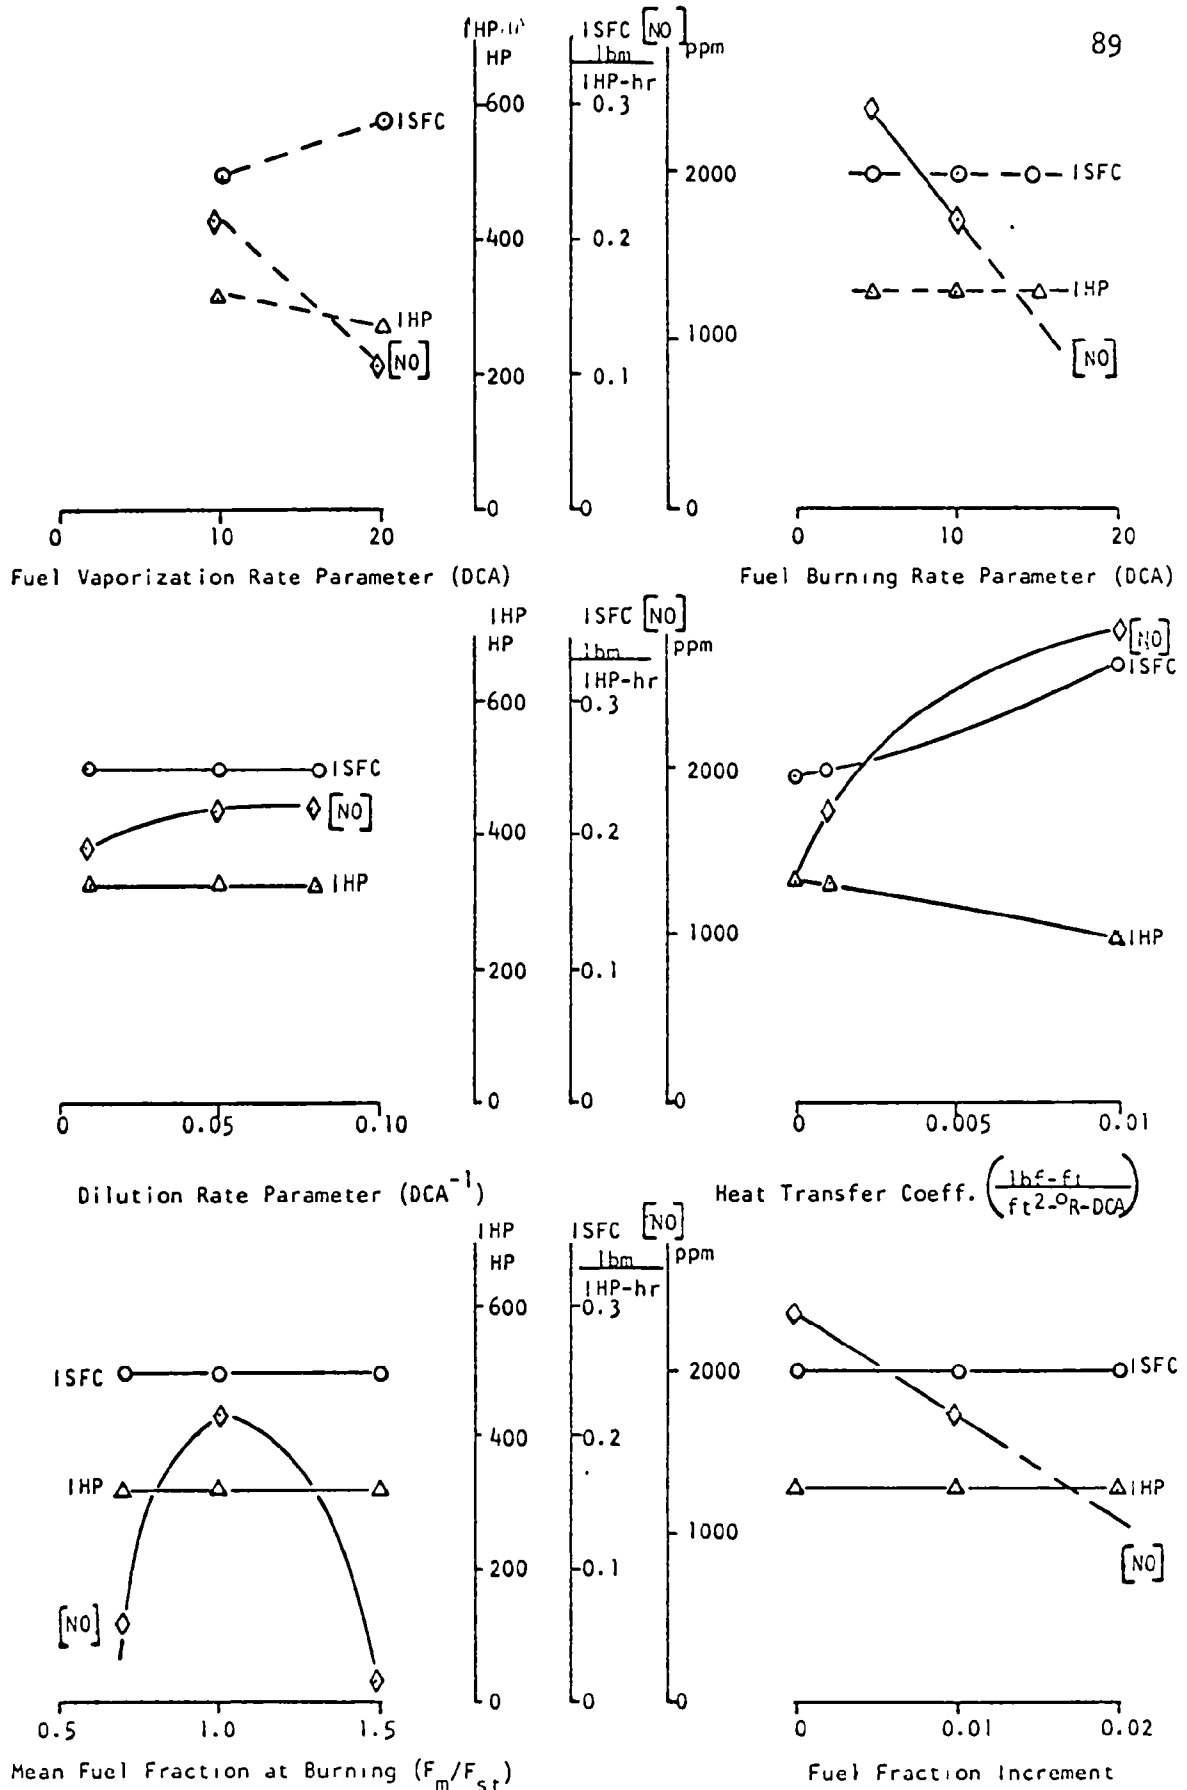 89
HP
ISFC [NO]
lbm
IHP-hr
ppm
600
0.3
2000
400
0.2
1000
200
0.1
0
0
0
ISFC
IHP
[NO]
0
10
20
Fuel Vaporization Rate Parameter (DCA)
ISFC
IHP
[NO]
0
10
20
Fuel Burning Rate Parameter (DCA)
IHP
HP
ISFC [NO]
lbm
IHP-hr
ppm
600
0.3
2000
400
0.2
1000
200
0.1
0
0
0
ISFC
[NO]
IHP
0
0.05
0.10
Dilution Rate Parameter (DCA⁻¹)
[NO]
ISFC
IHP
0
0.005
0.01
Heat Transfer Coeff. (lbf-ft / ft²-°R-DCA)
IHP
HP
ISFC [NO]
lbm
IHP-hr
ppm
600
0.3
2000
400
0.2
1000
200
0.1
0
0
0
ISFC
IHP
[NO]
0.5
1.0
1.5
Mean Fuel Fraction at Burning (F_m/F_st)
ISFC
IHP
[NO]
0
0.01
0.02
Fuel Fraction Increment